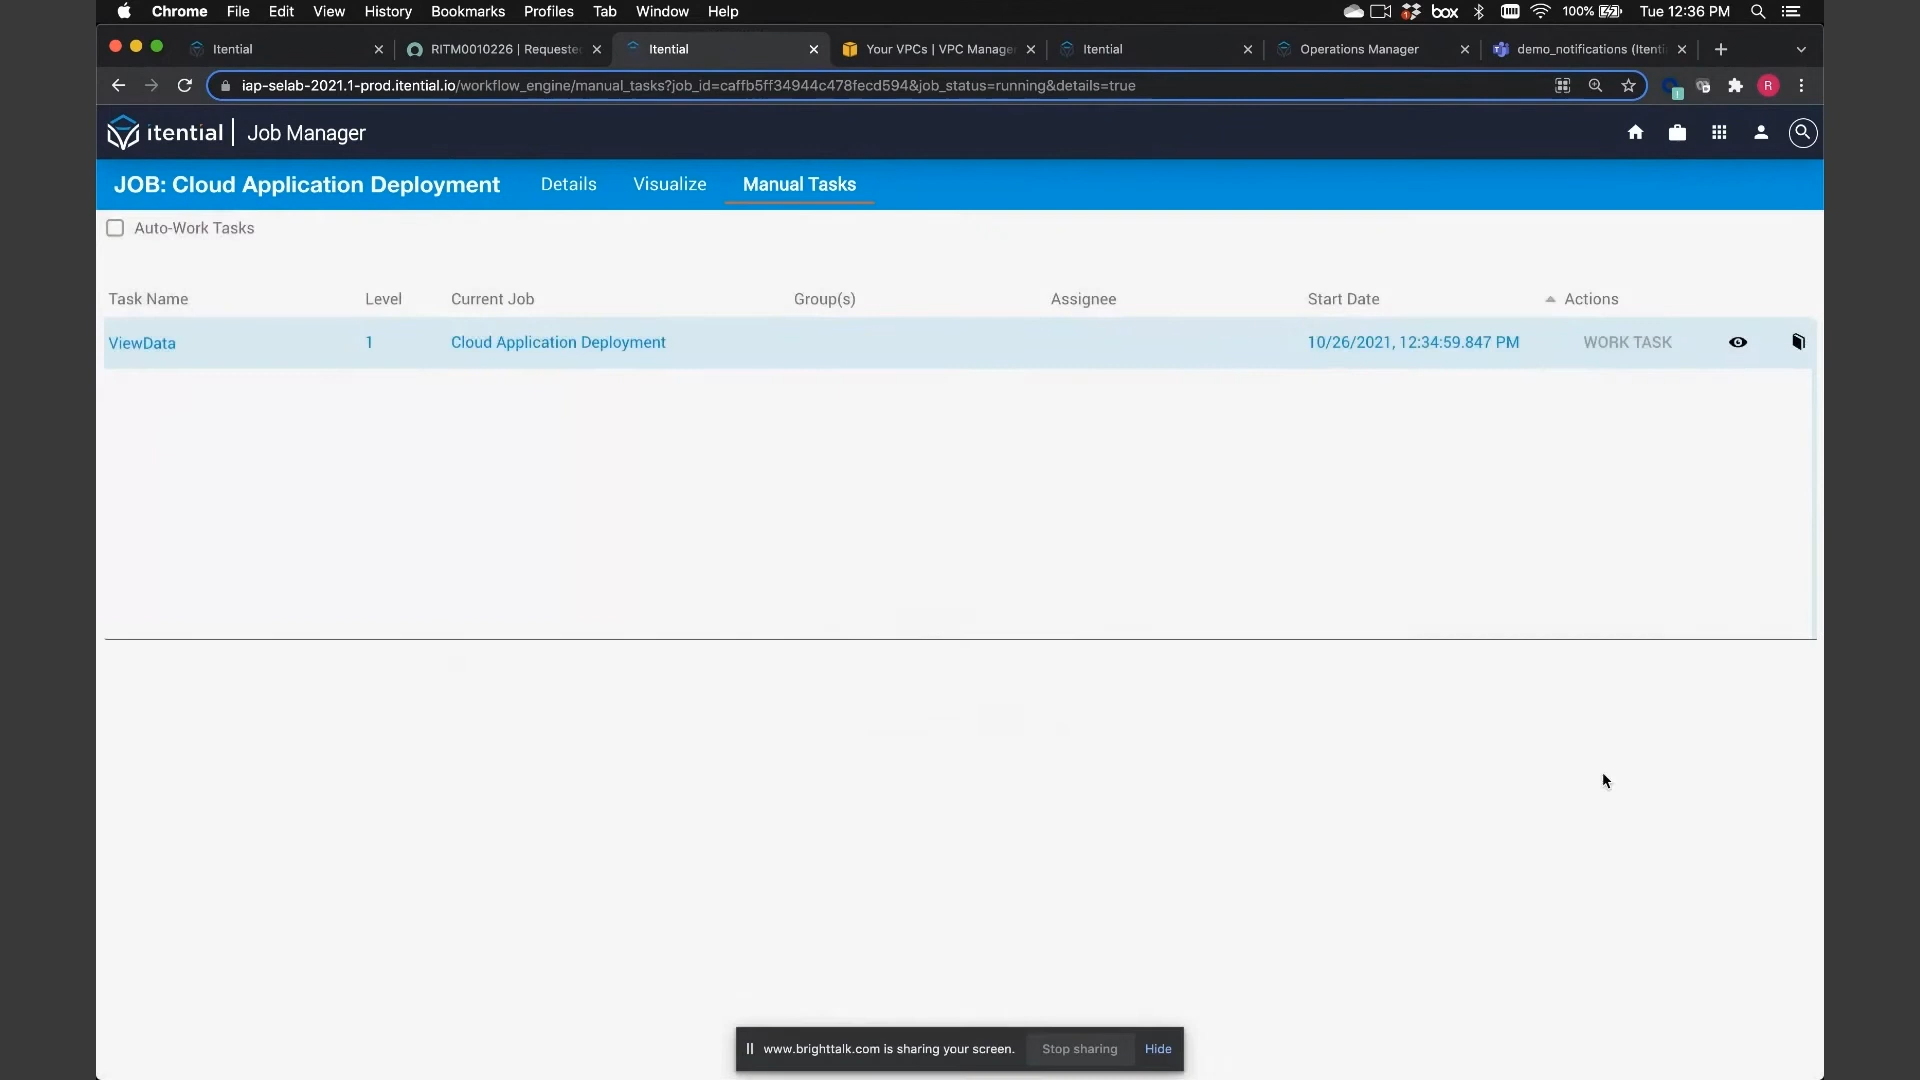 Chrome File Edit View History Bookmarks Profiles Tab Window Help box 100% Tue 12:36 PM
Itential RITM0010226 | Requeste Itential Your VPCs | VPC Manage Itential Operations Manager demo_notifications (Itenti
iap-selab-2021.1-prod.itential.io/workflow_engine/manual_tasks?job_id=caffb5ff34944c478fecd594&job_status=running&details=true R
itential | Job Manager
JOB: Cloud Application Deployment Details Visualize Manual Tasks
Auto-Work Tasks
Task Name Level Current Job Group(s) Assignee Start Date Actions
ViewData 1 Cloud Application Deployment 10/26/2021, 12:34:59.847 PM WORK TASK
www.brighttalk.com is sharing your screen. Stop sharing Hide